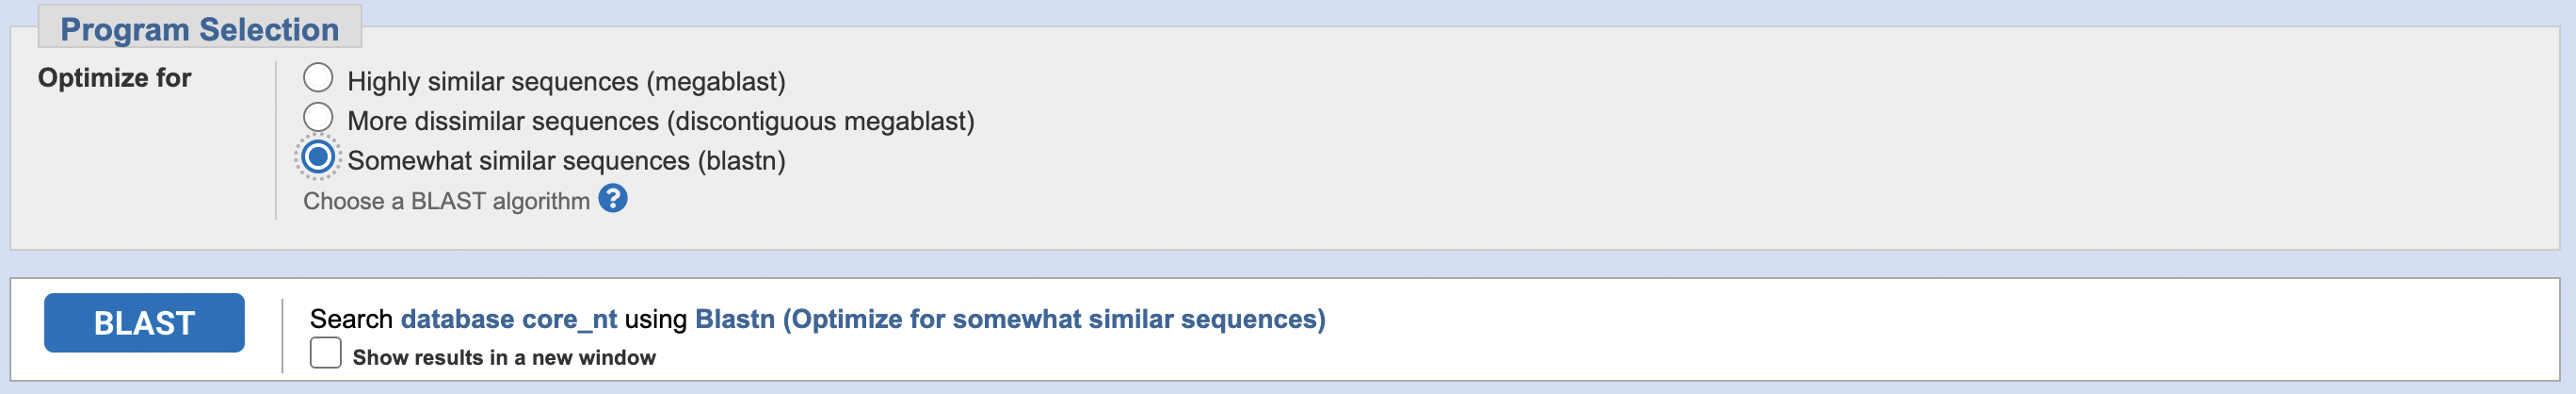 Program Selection
Optimize for
Highly similar sequences (megablast)
More dissimilar sequences (discontiguous megablast)
Somewhat similar sequences (blastn)
Choose a BLAST algorithm ?
BLAST
Search database core_nt using Blastn (Optimize for somewhat similar sequences)
Show results in a new window